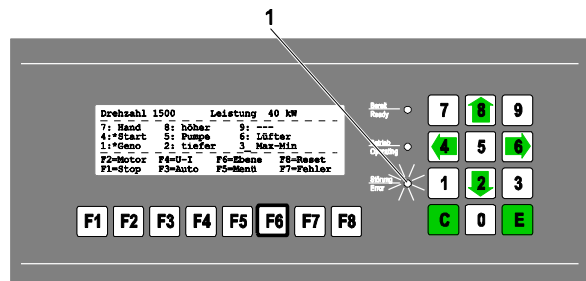 1
Drehzahl 1500 Leistung 40 kW
7: Hand 8: höher 9: ---
4:*Start 5: Pumpe 6: Lüfter
1:*Geno 2: tiefer 3_ Max-Min
F2=Motor F4=U-I F6=Ebene F8=Reset
F1=Stop F3=Auto F5=Menü F7=Fehler
F1 F2 F3 F4 F5 F6 F7 F8
Bereit
Ready
Betrieb
Operating
Störung
Error
7 8 9
4 5 6
1 2 3
C 0 E